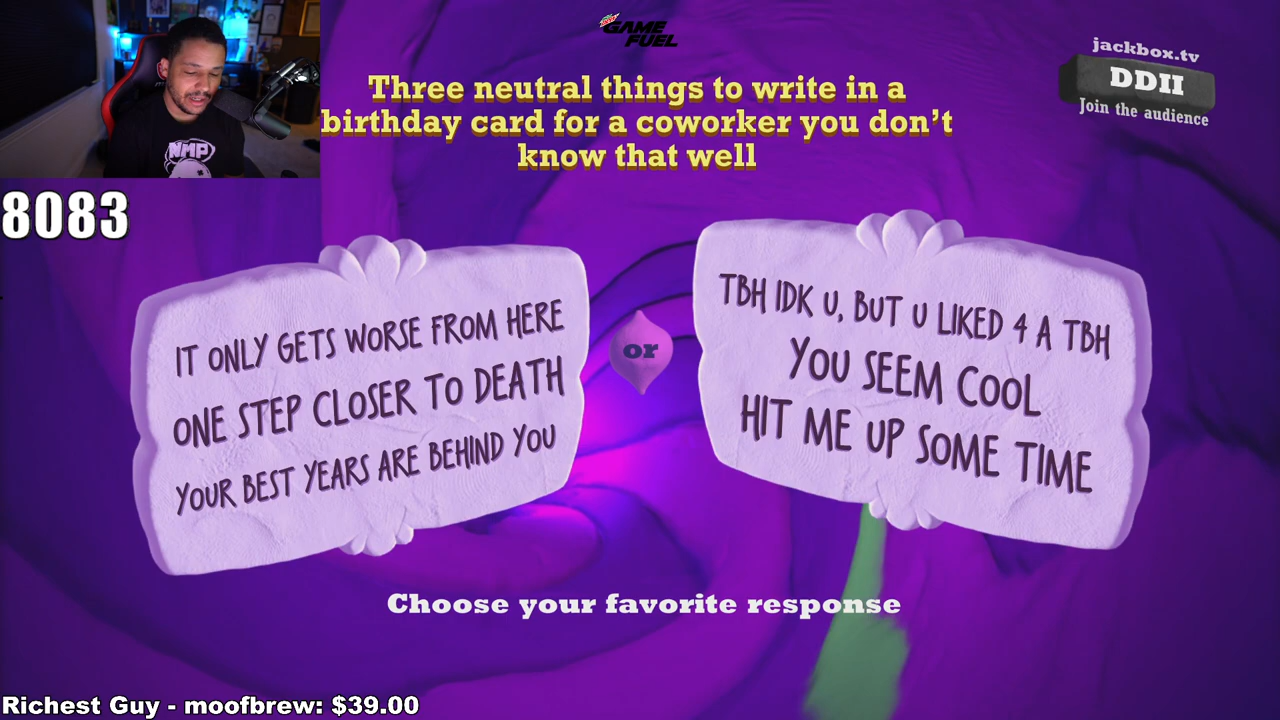 GAME
FUEL
jackbox.tv
DDII
Join the audience
Three neutral things to write in a
birthday card for a coworker you don't
know that well
NMP
8083
IT ONLY GETS WORSE FROM HERE
ONE STEP CLOSER TO DEATH
YOUR BEST YEARS ARE BEHIND YOU
or
TBH IDK U, BUT U LIKED 4 A TBH
YOU SEEM COOL
HIT ME UP SOME TIME
Choose your favorite response
Richest Guy - moofbrew: $39.00